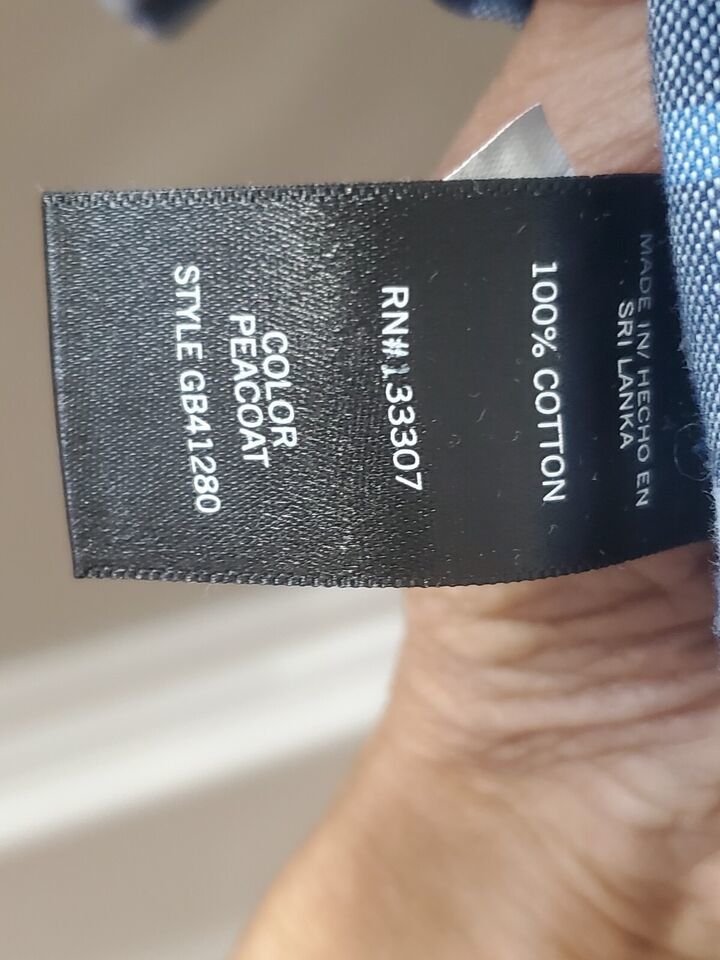 MADE IN/ HECHO EN
SRI LANKA
100% COTTON
RN#133307
COLOR
PEACOAT
STYLE GB41280